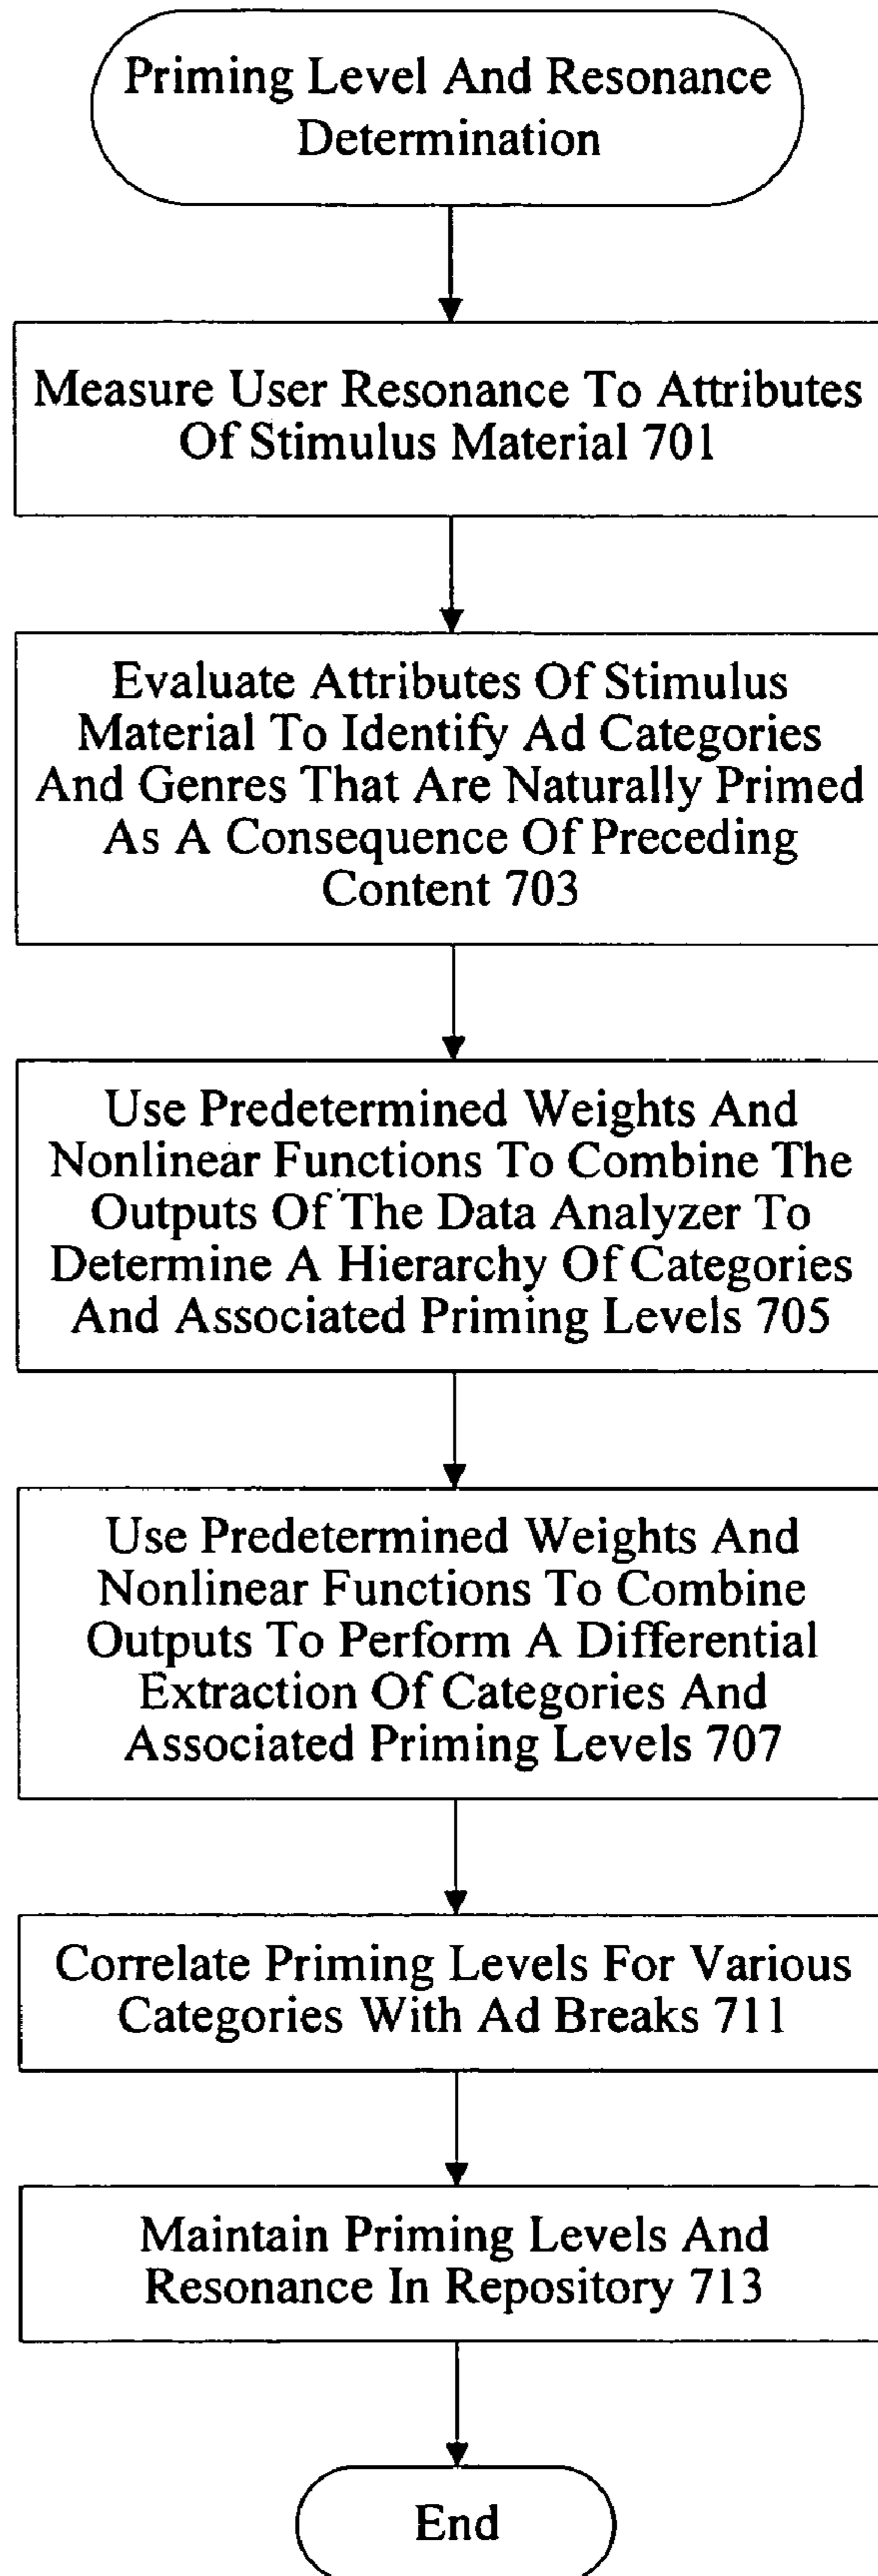 Priming Level And Resonance
Determination
Measure User Resonance To Attributes
Of Stimulus Material 701
Evaluate Attributes Of Stimulus
Material To Identify Ad Categories
And Genres That Are Naturally Primed
As A Consequence Of Preceding
Content 703
Use Predetermined Weights And
Nonlinear Functions To Combine The
Outputs Of The Data Analyzer To
Determine A Hierarchy Of Categories
And Associated Priming Levels 705
Use Predetermined Weights And
Nonlinear Functions To Combine
Outputs To Perform A Differential
Extraction Of Categories And
Associated Priming Levels 707
Correlate Priming Levels For Various
Categories With Ad Breaks 711
Maintain Priming Levels And
Resonance In Repository 713
End